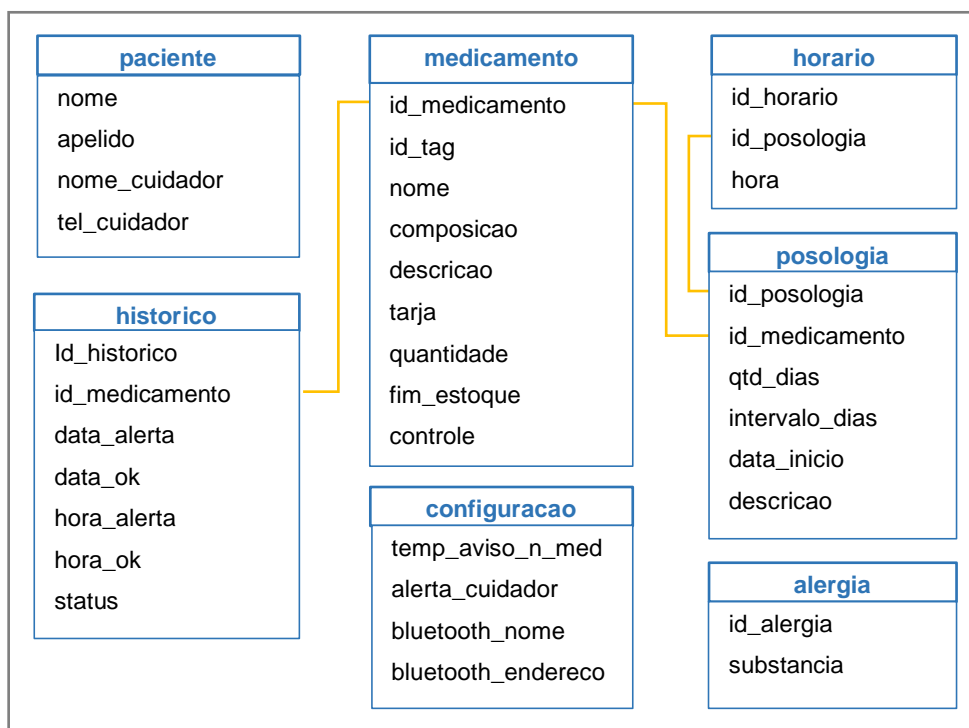 paciente
nome
apelido
nome_cuidador
tel_cuidador
historico
Id_historico
id_medicamento
data_alerta
data_ok
hora_alerta
hora_ok
status
medicamento
id_medicamento
id_tag
nome
composicao
descricao
tarja
quantidade
fim_estoque
controle
configuracao
temp_aviso_n_med
alerta_cuidador
bluetooth_nome
bluetooth_endereco
horario
id_horario
id_posologia
hora
posologia
id_posologia
id_medicamento
qtd_dias
intervalo_dias
data_inicio
descricao
alergia
id_alergia
substancia